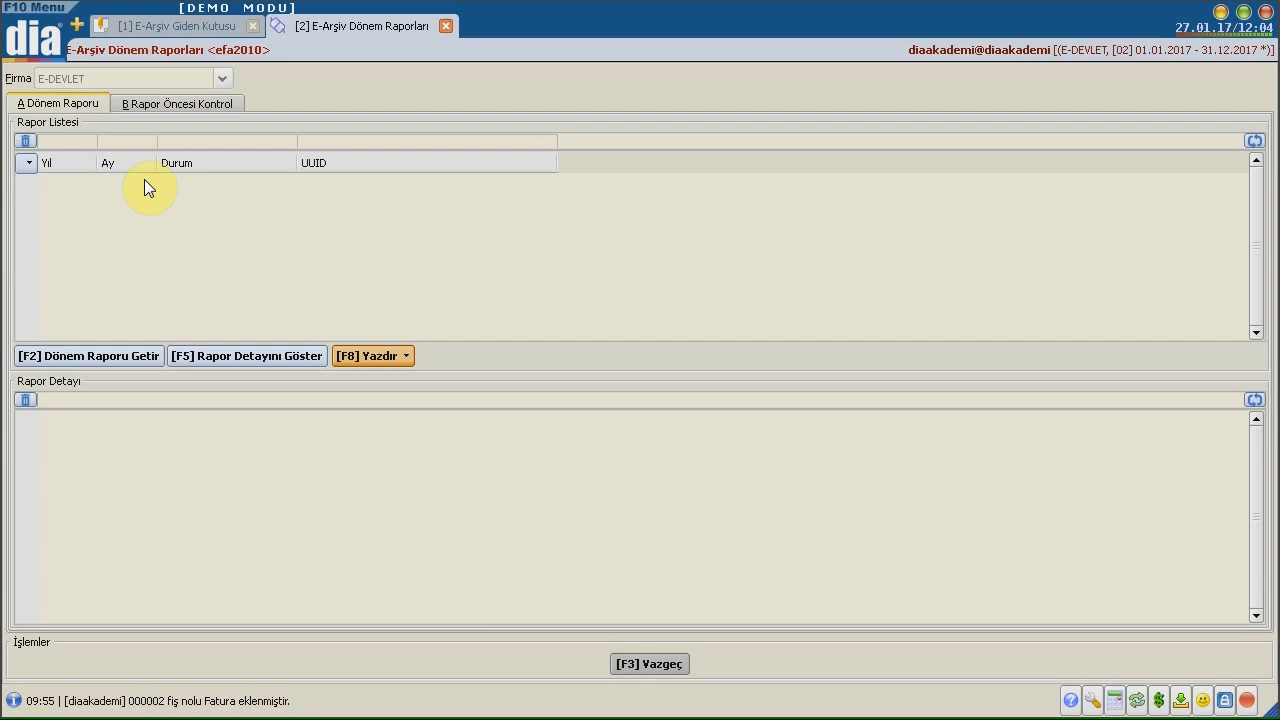 F10 Menu
[DEMO MODU]
dia
[1] E-Arşiv Giden Kutusu
[2] E-Arşiv Dönem Raporları
27.01.17/12:04
E-Arşiv Dönem Raporları <efa2010>
diaakademi@diaakademi [(E-DEVLET, [02] 01.01.2017 - 31.12.2017 *)]
Firma E-DEVLET
A Dönem Raporu
B Rapor Öncesi Kontrol
Rapor Listesi
Yıl Ay Durum UUID
[F2] Dönem Raporu Getir [F5] Rapor Detayını Göster [F8] Yazdır
Rapor Detayı
İşlemler
[F3] Vazgeç
09:55 | [diaakademi] 000002 fiş nolu Fatura eklenmiştir.